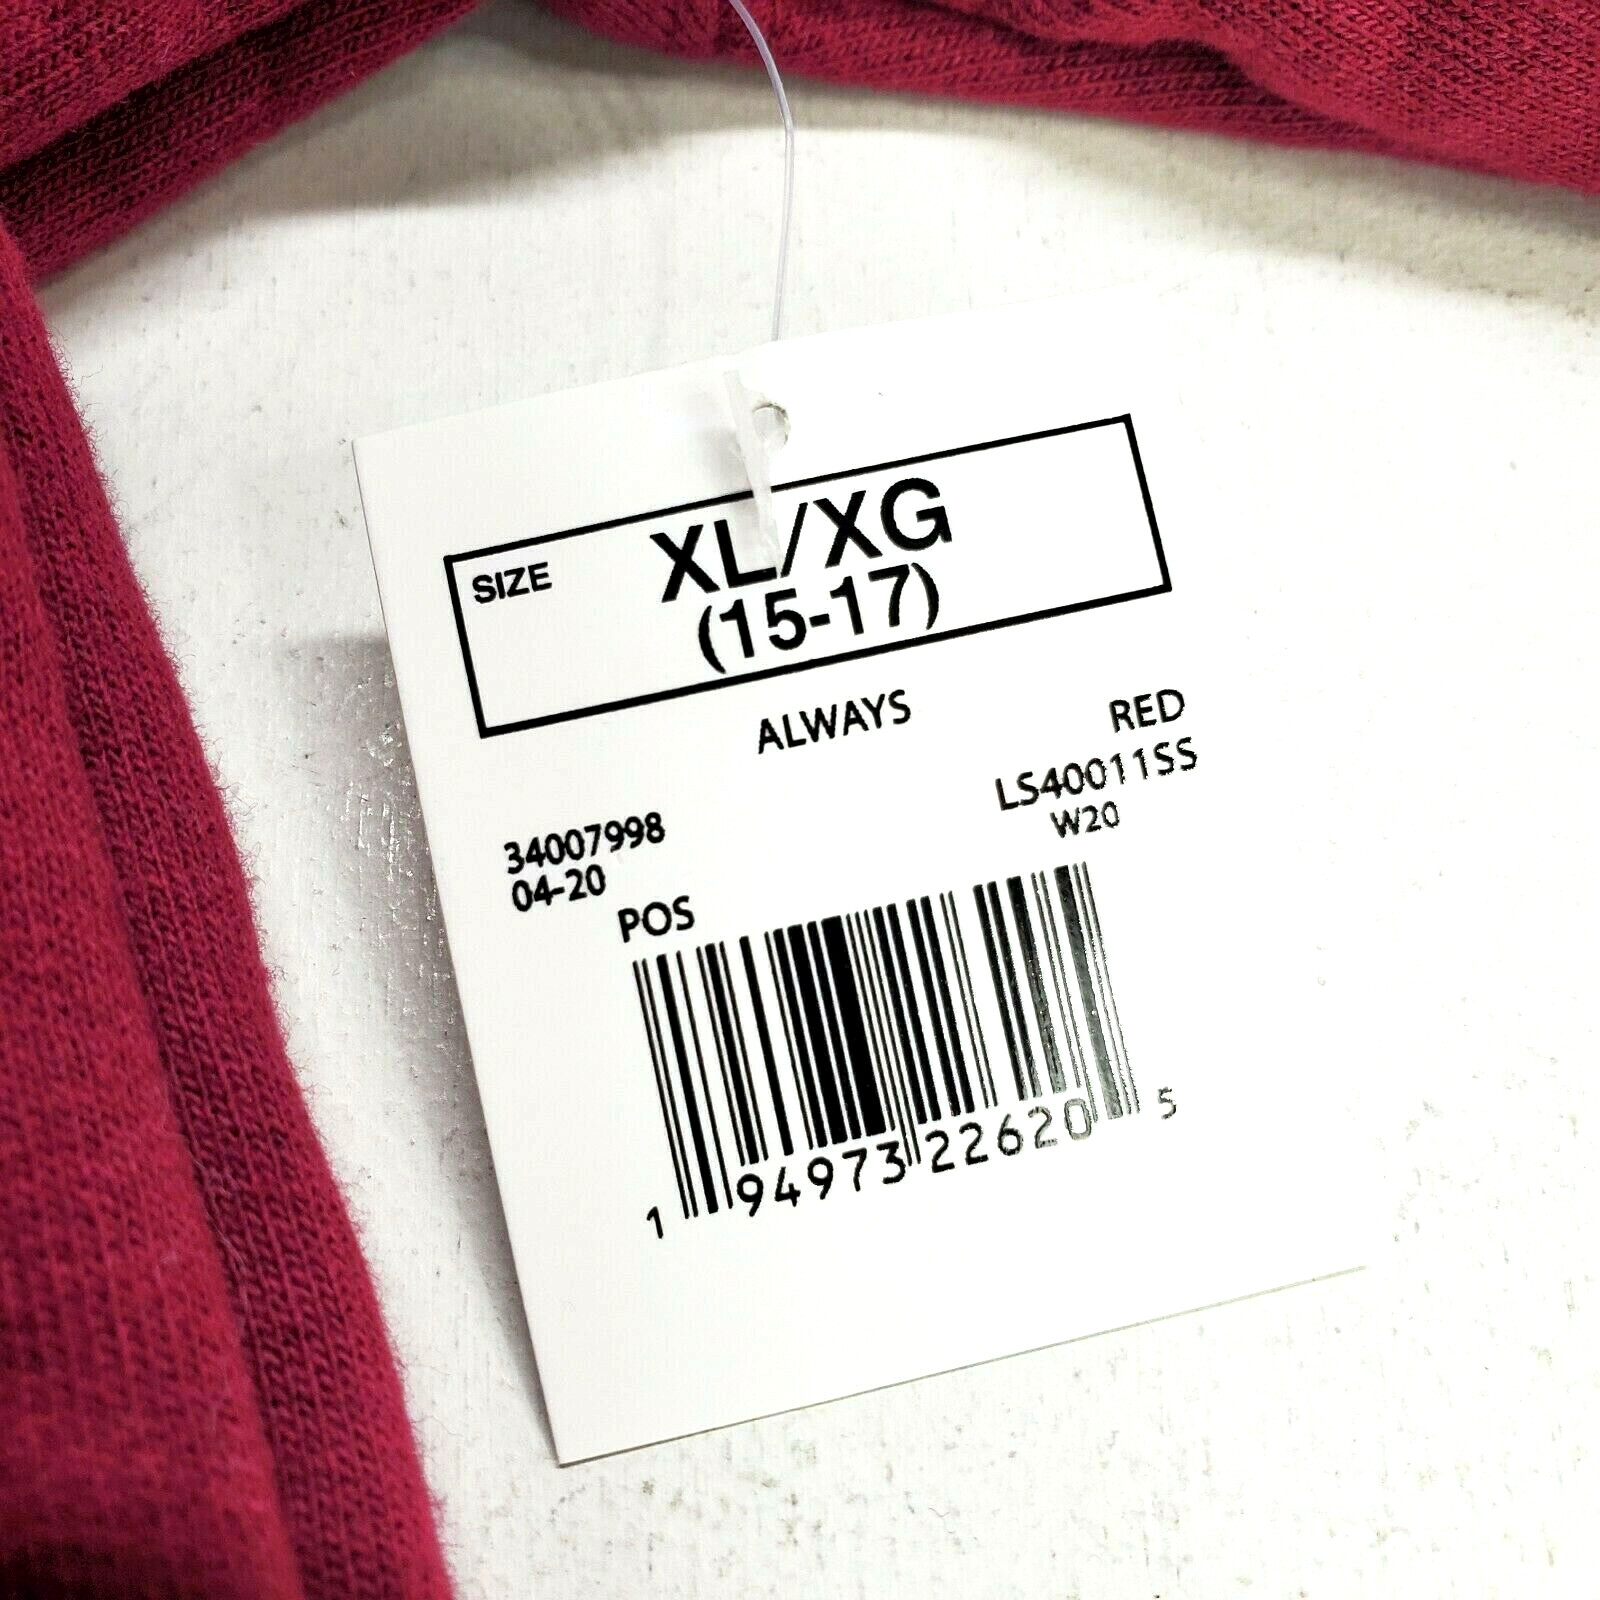 SIZE XL/XG
(15-17)
ALWAYS
RED
LS40011SS
W20
34007998
04-20
POS
1 94973 22620 5